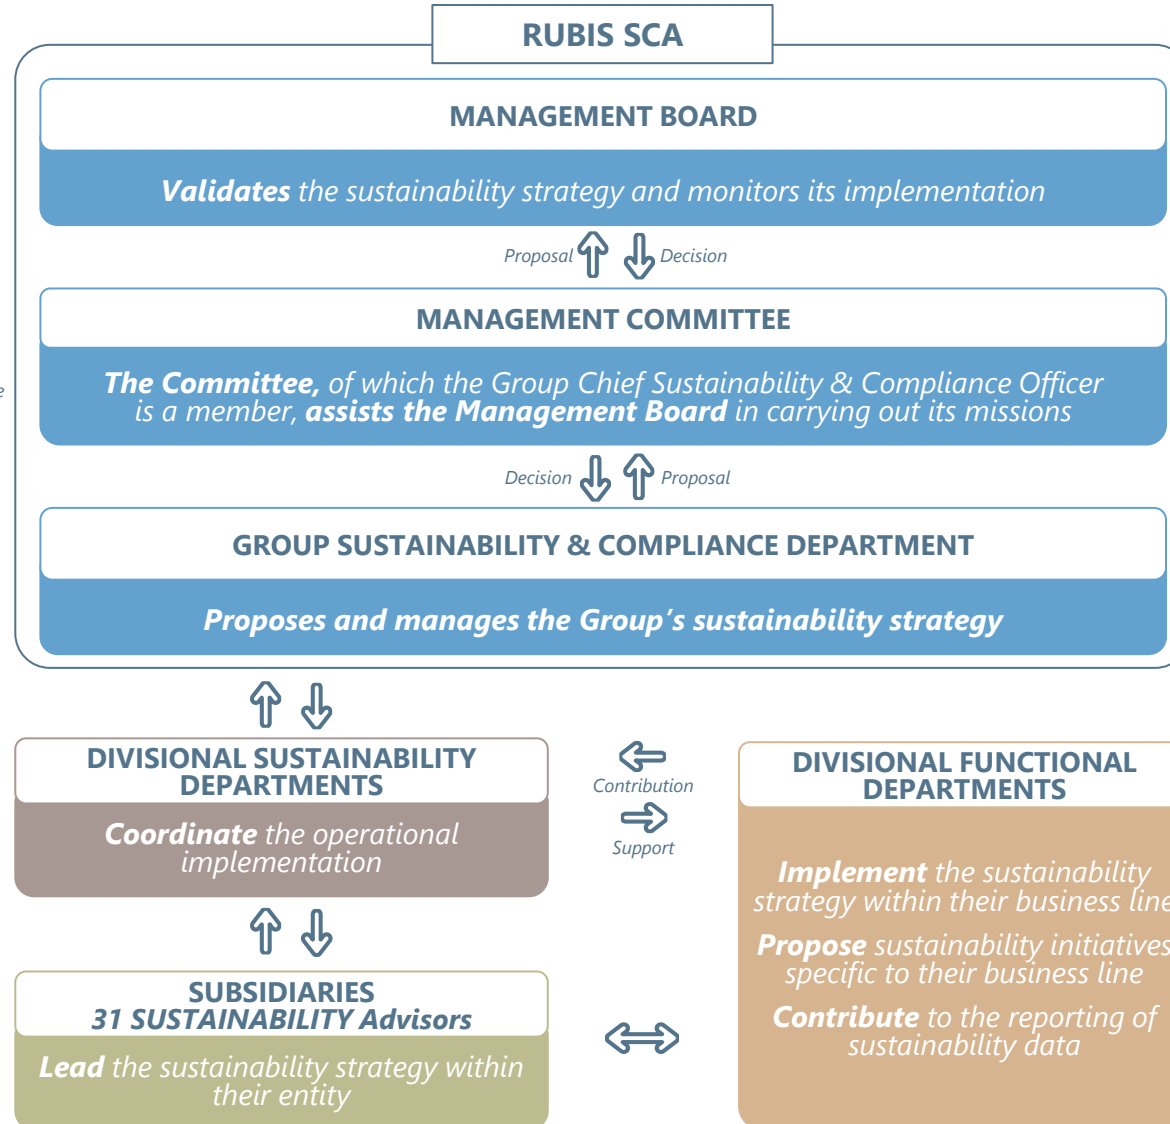 RUBIS SCA
MANAGEMENT BOARD
Validates the sustainability strategy and monitors its implementation
Proposal
Decision
MANAGEMENT COMMITTEE
The Committee, of which the Group Chief Sustainability & Compliance Officer
is a member, assists the Management Board in carrying out its missions
Decision
Proposal
GROUP SUSTAINABILITY & COMPLIANCE DEPARTMENT
Proposes and manages the Group’s sustainability strategy
DIVISIONAL SUSTAINABILITY
DEPARTMENTS
Coordinate the operational
implementation
Contribution
Support
DIVISIONAL FUNCTIONAL
DEPARTMENTS
Implement the sustainability
strategy within their business line
Propose sustainability initiatives
specific to their business line
Contribute to the reporting of
sustainability data
SUBSIDIARIES
31 SUSTAINABILITY Advisors
Lead the sustainability strategy within
their entity